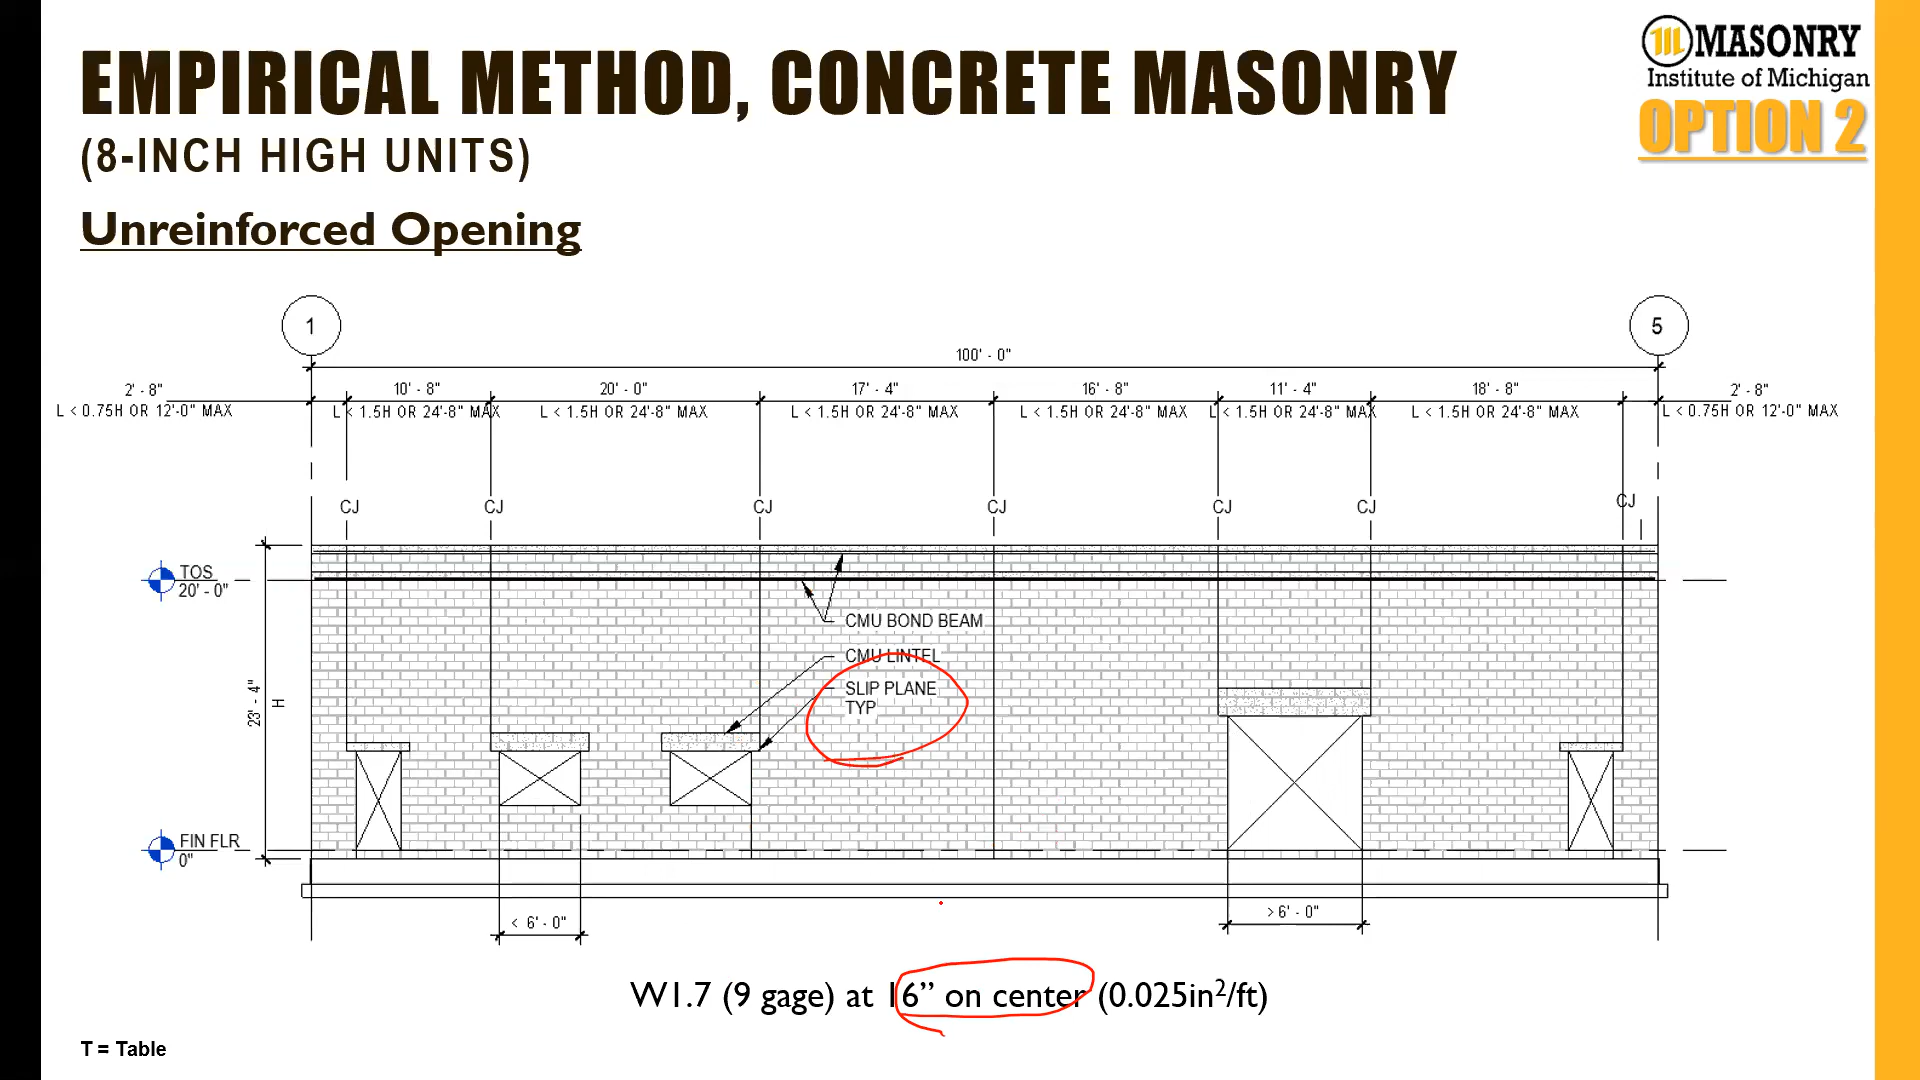 EMPIRICAL METHOD, CONCRETE MASONRY
(8-INCH HIGH UNITS)
MASONRY
Institute of Michigan
OPTION 2
Unreinforced Opening
1
5
100' - 0"
2' - 8"
10' - 8"
20' - 0"
17' - 4"
16' - 8"
11' - 4"
18' - 8"
2' - 8"
L < 0.75H OR 12'-0" MAX
L < 1.5H OR 24'-8" MAX
L < 1.5H OR 24'-8" MAX
L < 1.5H OR 24'-8" MAX
L < 1.5H OR 24'-8" MAX
L < 1.5H OR 24'-8" MAX
L < 1.5H OR 24'-8" MAX
L < 0.75H OR 12'-0" MAX
CJ
CJ
CJ
CJ
CJ
CJ
CJ
TOS
20' - 0"
CMU BOND BEAM
CMU LINTEL
SLIP PLANE
TYP
23' - 4"
H
FIN FLR
0"
< 6' - 0"
> 6' - 0"
W1.7 (9 gage) at 16” on center (0.025in²/ft)
T = Table